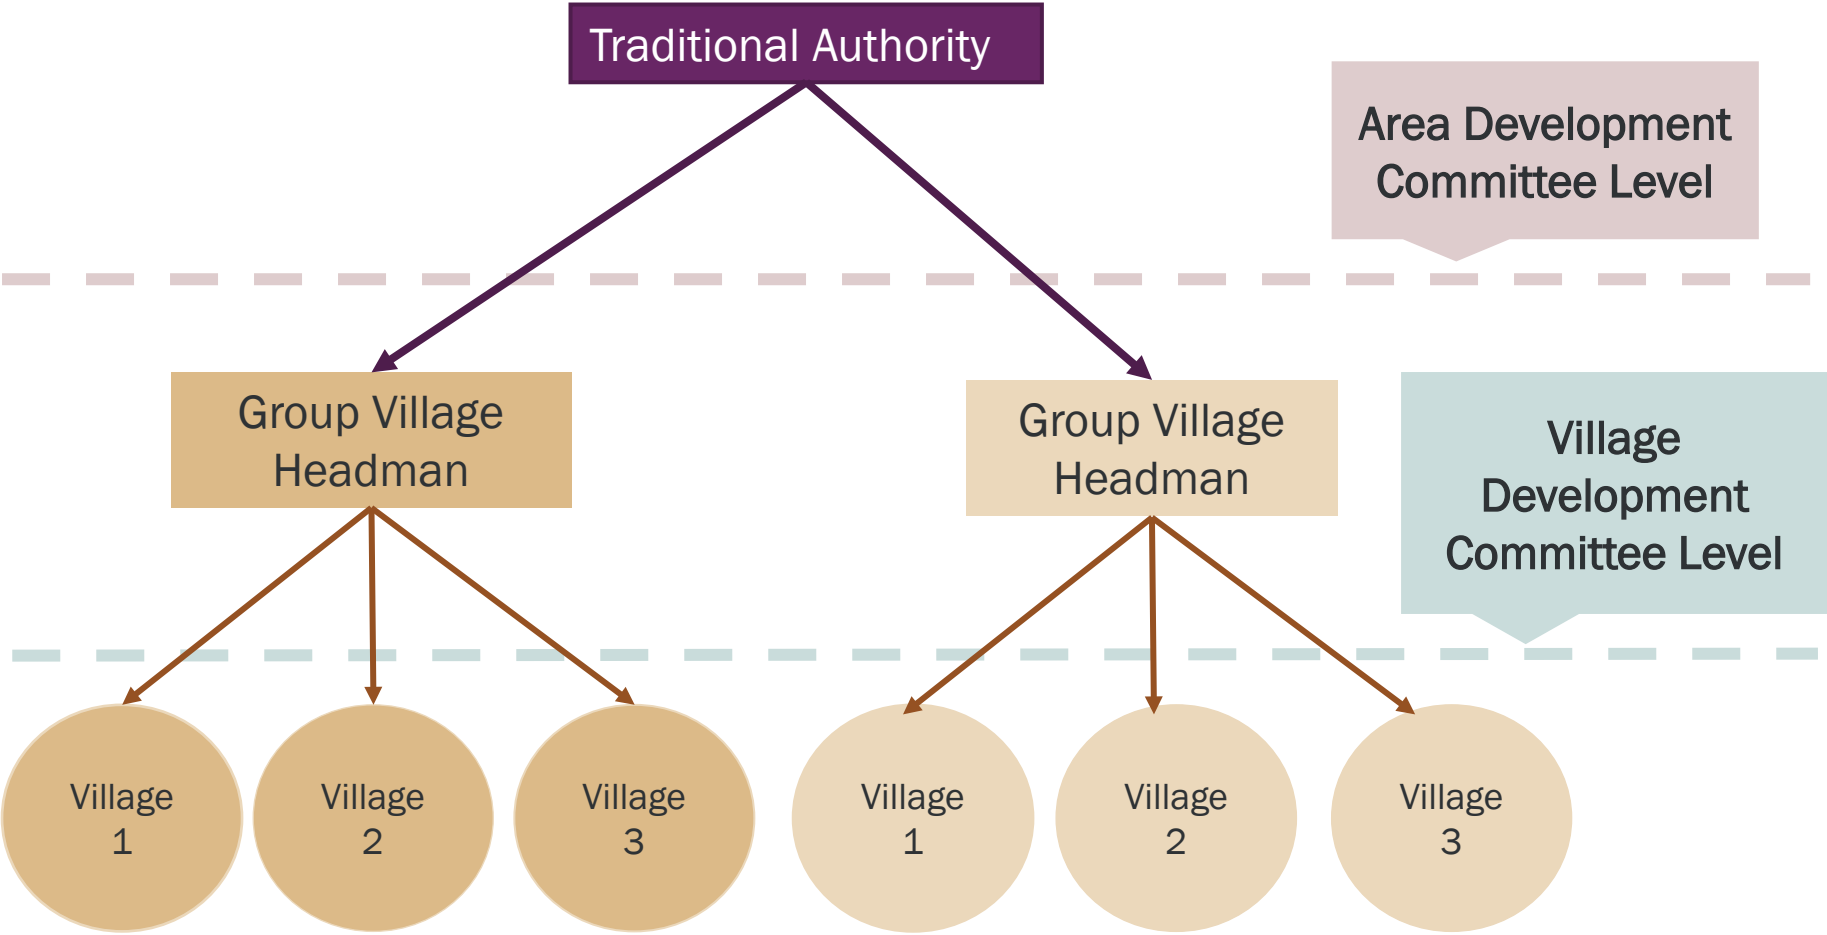 Traditional Authority
Area Development
Committee Level
Group Village
Headman
Group Village
Headman
Village
Development
Committee Level
Village
1
Village
2
Village
3
Village
1
Village
2
Village
3